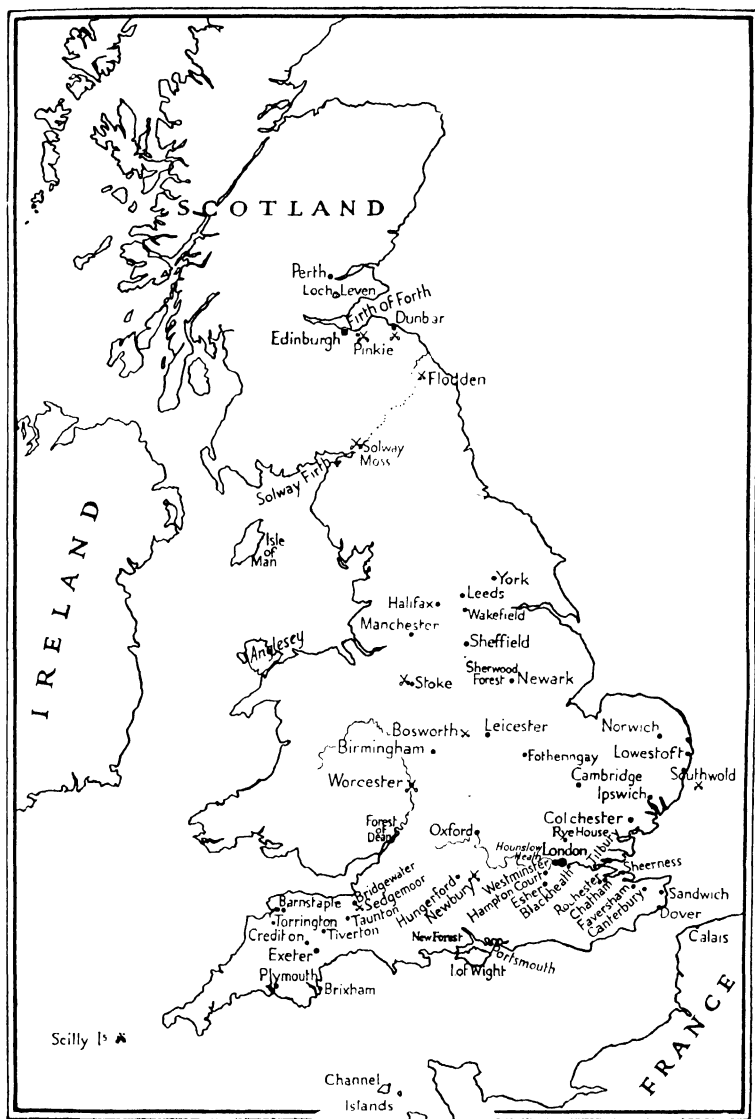 SCOTLAND
Perth
Loch Leven
Firth of Forth
Dunbar
Edinburgh
Pinkie
Flodden
Solway
Moss
Solway Firth
IRELAND
Isle
of
Man
York
Leeds
Halifax
Wakefield
Manchester
Sheffield
Anglesey
Sherwood
Forest
Newark
Stoke
Bosworth
Leicester
Norwich
Birmingham
Lowestoft
Fotheringay
Cambridge
Southwold
Worcester
Ipswich
Forest
of
Dean
Oxford
Colchester
Rye House
Hounslow
Heath
London
Tilbury
Westminster
Sheerness
Hampton Court
Esher
Blackheath
Rochester
Chatham
Faversham
Canterbury
Sandwich
Dover
Bridgewater
Sedgemoor
Hungerford
Newbury
Barnstaple
Torrington
Taunton
Crediton
Tiverton
Exeter
New Forest
Portsmouth
I.of Wight
Calais
Plymouth
Brixham
FRANCE
Scilly Is
Channel
Islands